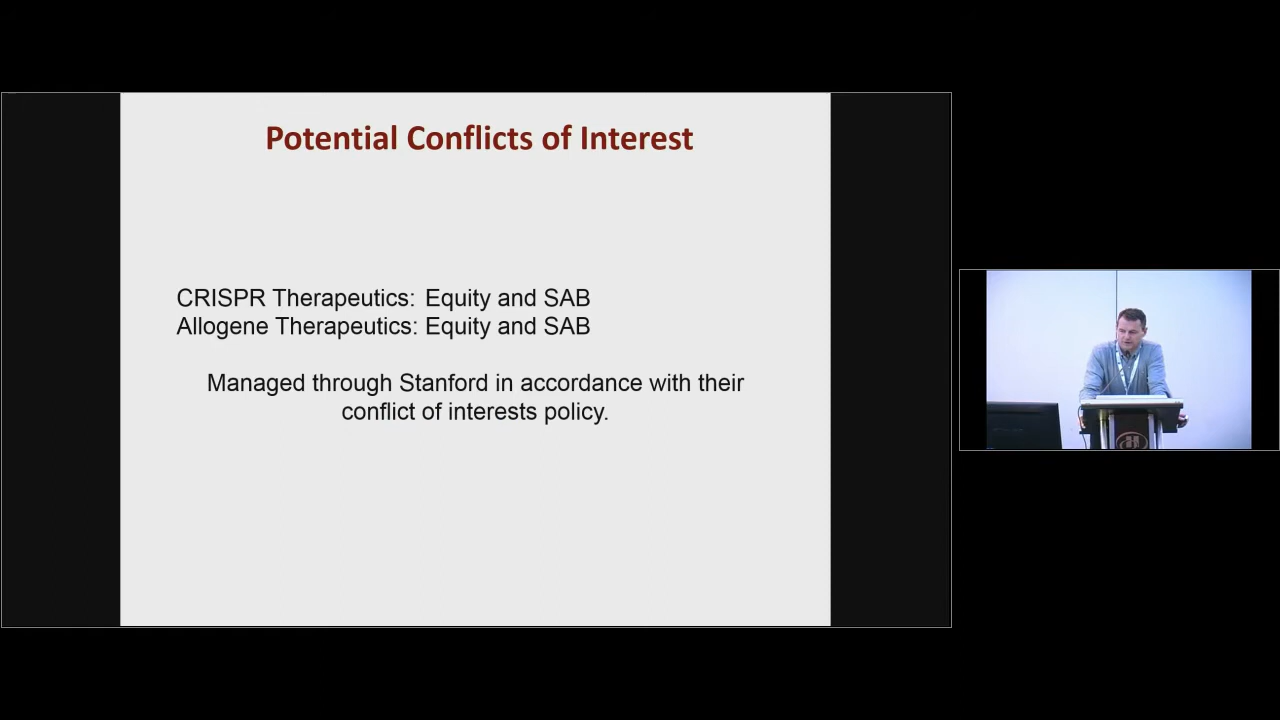 Potential Conflicts of Interest
CRISPR Therapeutics: Equity and SAB
Allogene Therapeutics: Equity and SAB
Managed through Stanford in accordance with their
conflict of interests policy.